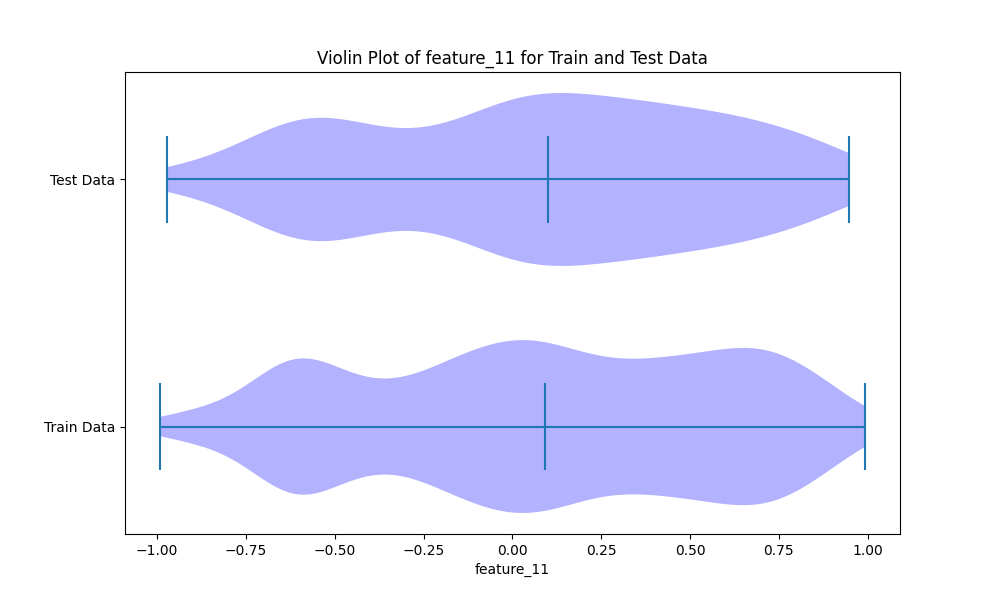 Violin Plot of feature_11 for Train and Test Data
Test Data
Train Data
−1.00 −0.75 −0.50 −0.25 0.00 0.25 0.50 0.75 1.00
feature_11